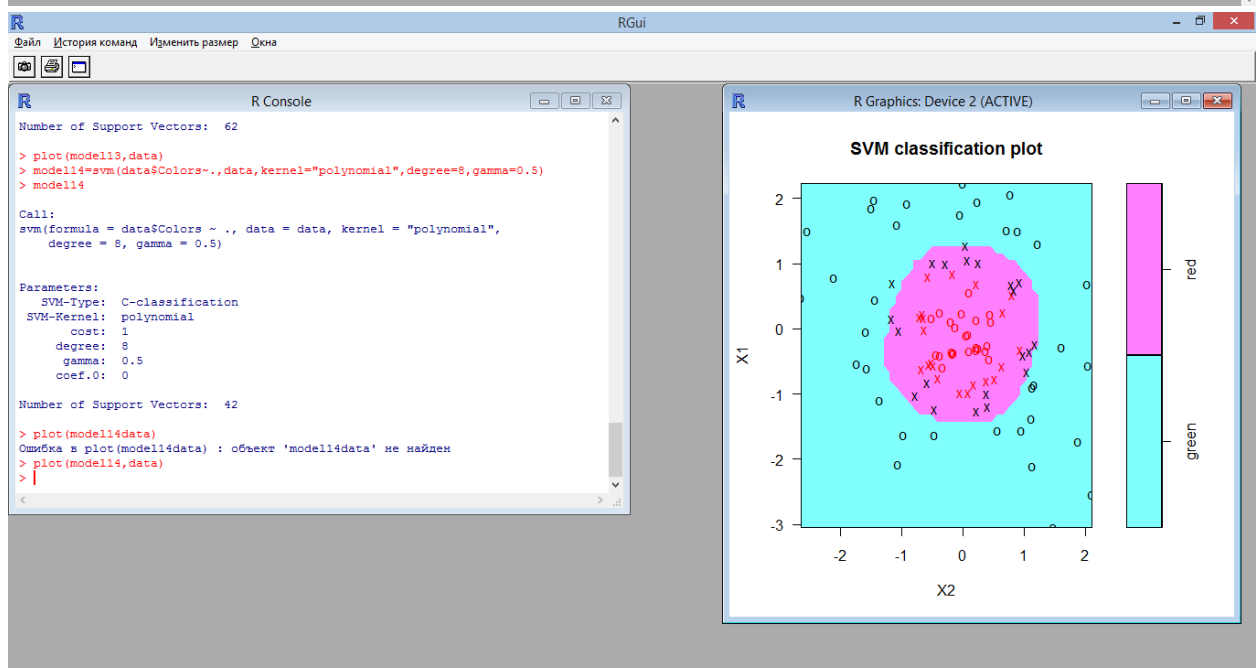 RGui
Файл История команд Изменить размер Окна
R Console
Number of Support Vectors: 62
> plot(model13,data)
> model14=svm(data$Colors~.,data,kernel="polynomial",degree=8,gamma=0.5)
> model14
Call:
svm(formula = data$Colors ~ ., data = data, kernel = "polynomial",
degree = 8, gamma = 0.5)
Parameters:
SVM-Type: C-classification
SVM-Kernel: polynomial
cost: 1
degree: 8
gamma: 0.5
coef.0: 0
Number of Support Vectors: 42
> plot(model14data)
Ошибка в plot(model14data) : объект 'model14data' не найден
> plot(model14,data)
>
R Graphics: Device 2 (ACTIVE)
SVM classification plot
2
1
0
-1
-2
-3
X1
-2 -1 0 1 2
X2
red
green